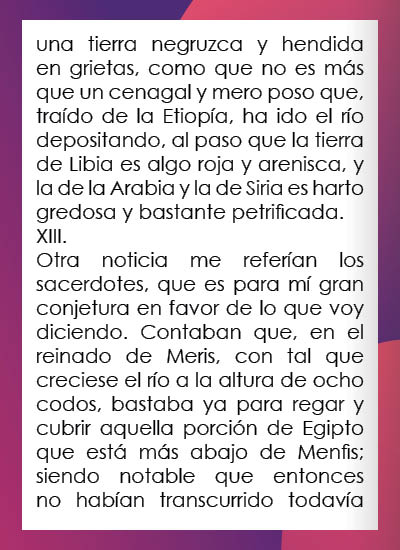 una tierra negruzca y hendida
en grietas, como que no es más
que un cenagal y mero poso que,
traído de la Etiopía, ha ido el río
depositando, al paso que la tierra
de Libia es algo roja y arenisca, y
la de la Arabia y la de Siria es harto
gredosa y bastante petrificada.
XIII.
Otra noticia me referían los
sacerdotes, que es para mí gran
conjetura en favor de lo que voy
diciendo. Contaban que, en el
reinado de Meris, con tal que
creciese el río a la altura de ocho
codos, bastaba ya para regar y
cubrir aquella porción de Egipto
que está más abajo de Menfis;
siendo notable que entonces
no habían transcurrido todavía